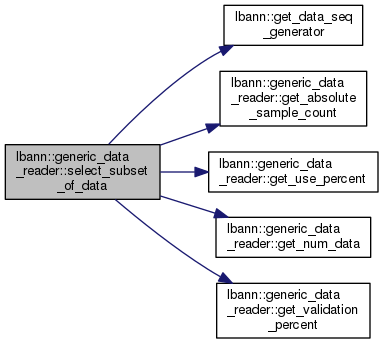 lbann::get_data_seq
_generator
lbann::generic_data
_reader::get_absolute
_sample_count
lbann::generic_data
_reader::select_subset
_of_data
lbann::generic_data
_reader::get_use_percent
lbann::generic_data
_reader::get_num_data
lbann::generic_data
_reader::get_validation
_percent